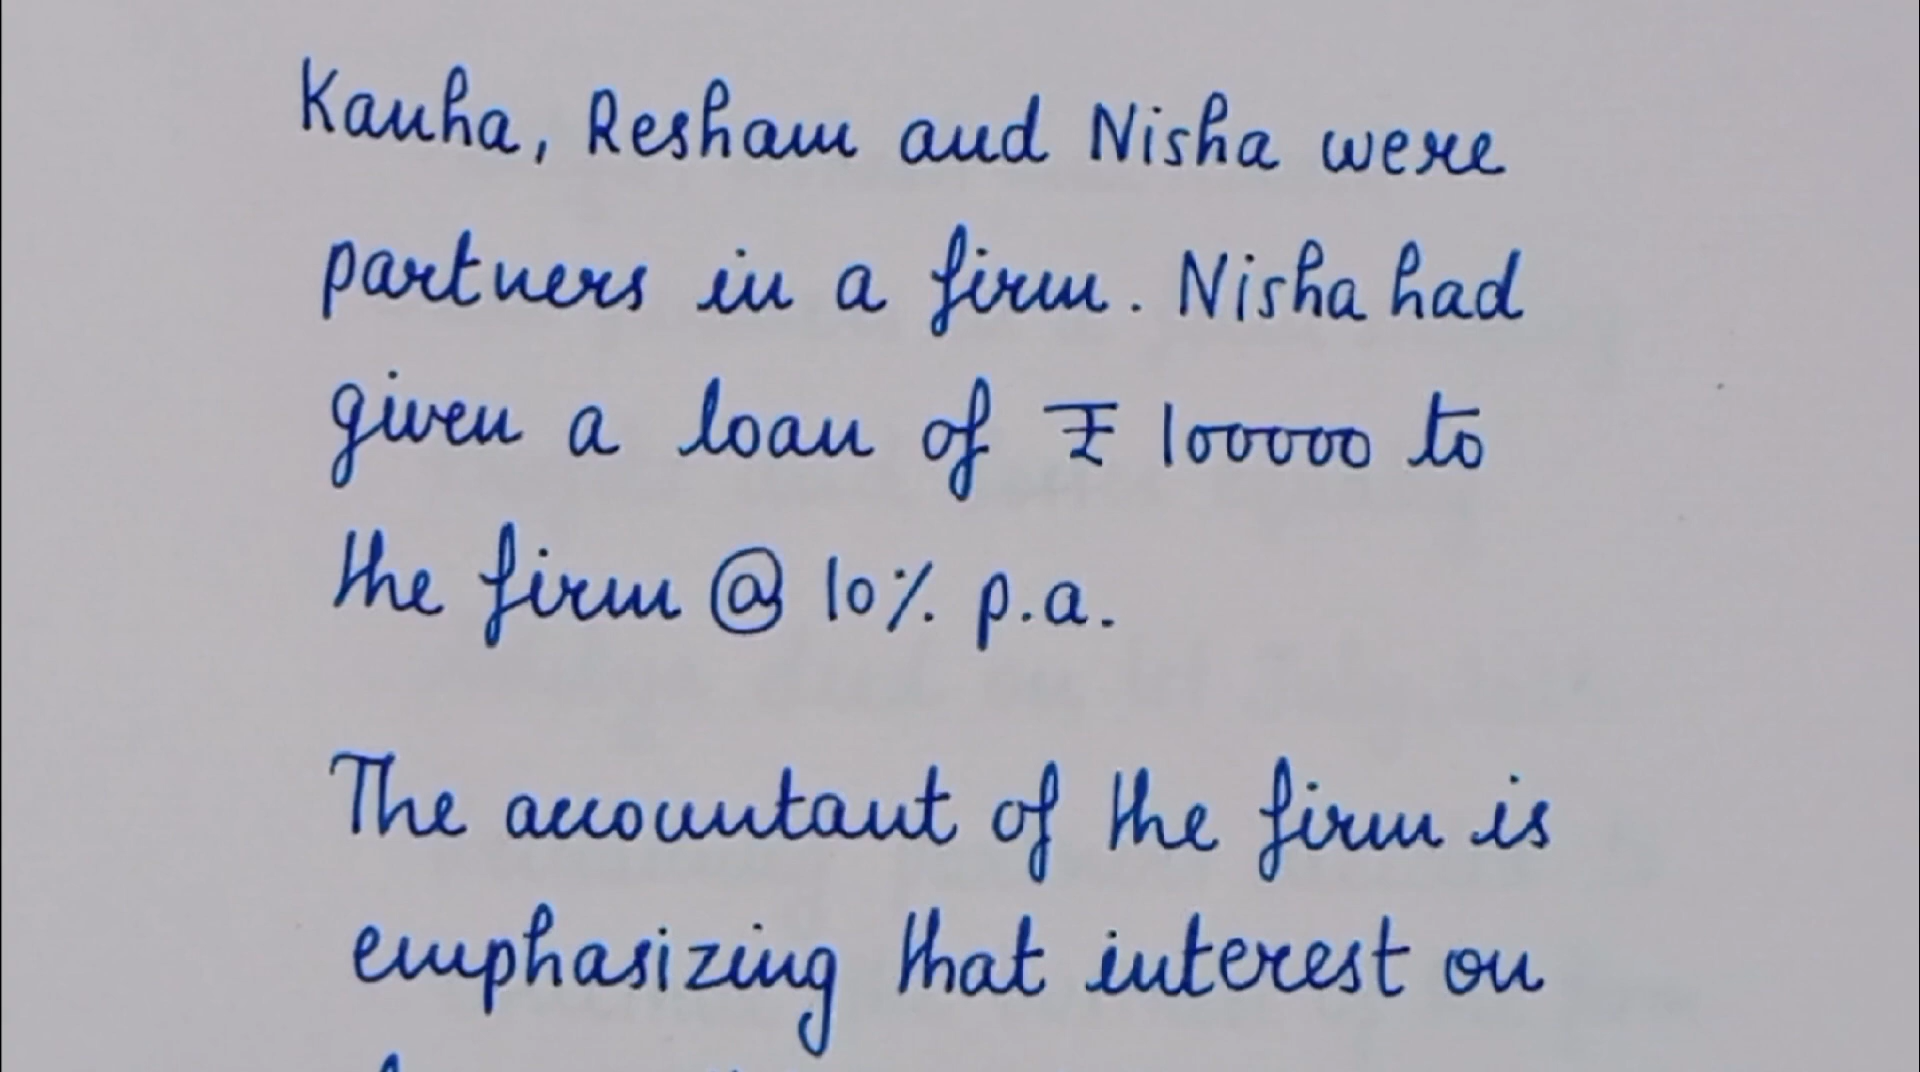 Kanha, Resham and Nisha were
partners in a firm. Nisha had
given a loan of ₹ 100000 to
the firm @ 10% p.a.
The accountant of the firm is
emphasizing that interest on